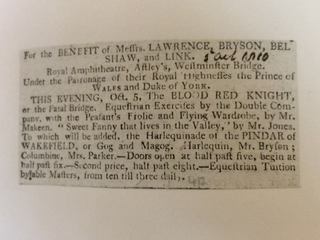 For the BENEFIT of Messrs. LAWRENCE, BRYSON, BEL-
SHAW, and LINK.
Royal Amphitheatre, Astley's, Westminster Bridge.
Under the Patronage of their Royal Highnesses the Prince of
WALES and Duke of YORK.
THIS EVENING, Oct. 5, The BLOOD RED KNIGHT,
or the Fatal Bridge. Equestrian Exercises by the Double Com-
pany, with the Peasant's Frolic and Flying Wardrobe, by Mr.
Makeen. "Sweet Fanny that lives in the Valley," by Mr. Jones.
To which will be added, the Harlequinade of the PINDAR OF
WAKEFIELD, or Gog and Magog. Harlequin, Mr. Bryson;
Columbine, Mrs. Parker.—Doors open at half past five, begin at
half past six.—Second price, half past eight.—Equestrian Tuition
by able Masters, from ten till three daily.